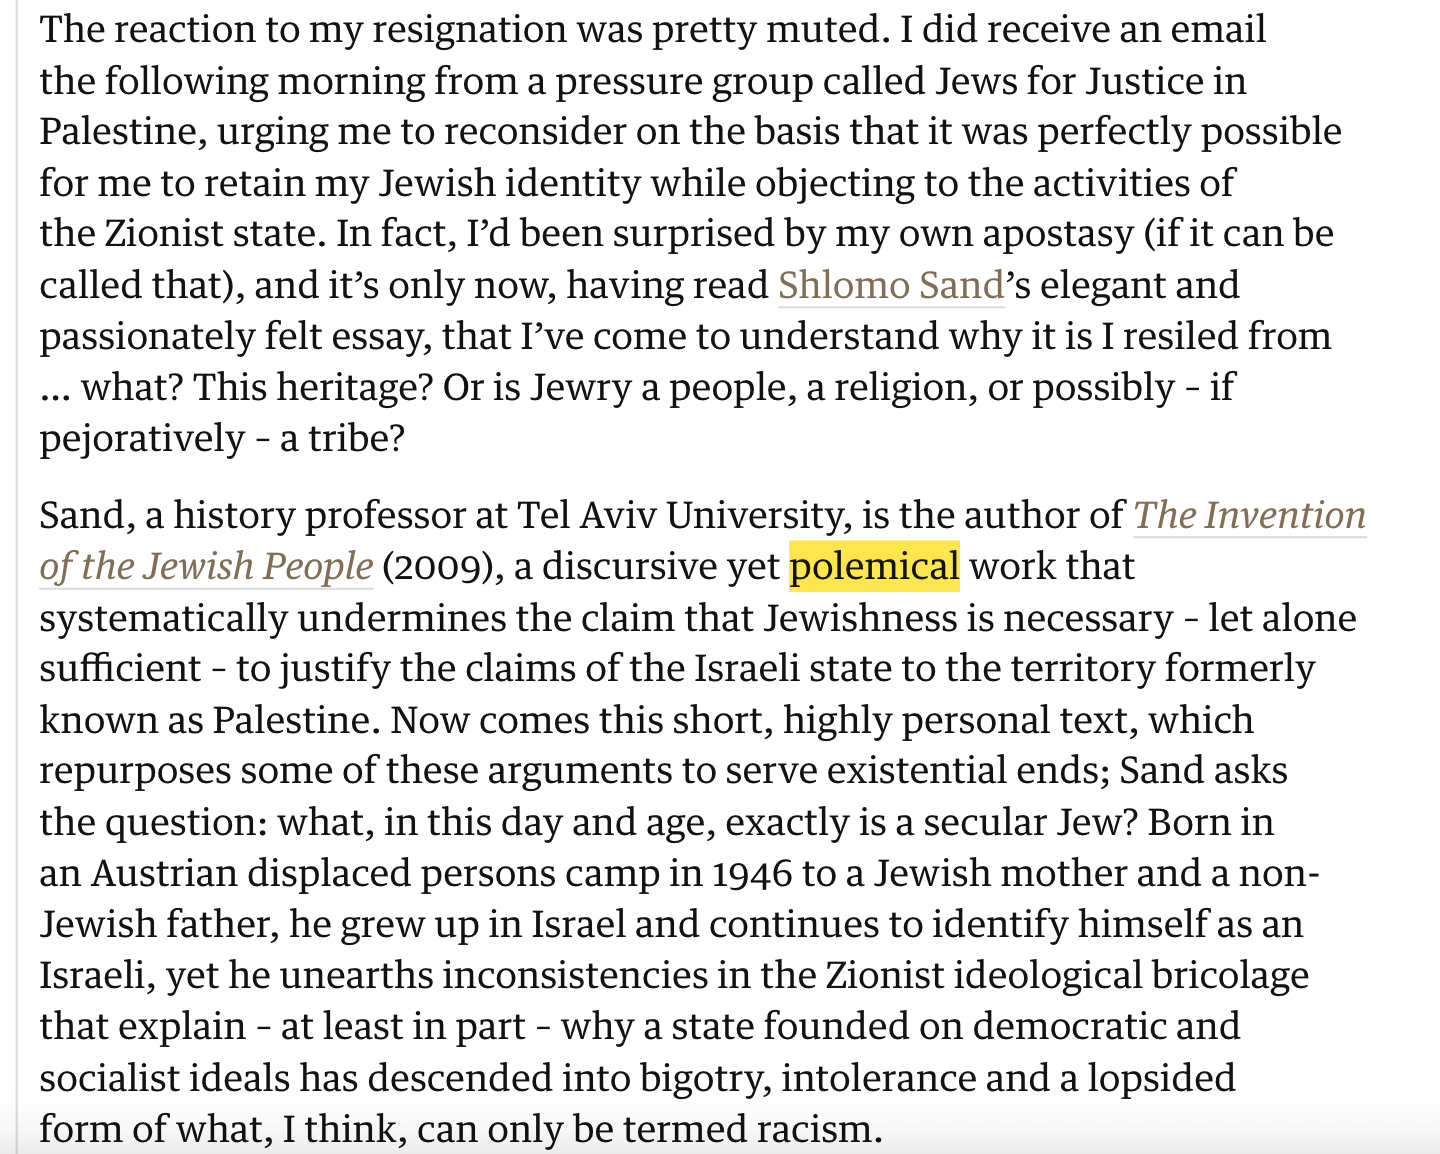 The reaction to my resignation was pretty muted. I did receive an email
the following morning from a pressure group called Jews for Justice in
Palestine, urging me to reconsider on the basis that it was perfectly possible
for me to retain my Jewish identity while objecting to the activities of
the Zionist state. In fact, I’d been surprised by my own apostasy (if it can be
called that), and it’s only now, having read Shlomo Sand’s elegant and
passionately felt essay, that I’ve come to understand why it is I resiled from
... what? This heritage? Or is Jewry a people, a religion, or possibly – if
pejoratively – a tribe?
Sand, a history professor at Tel Aviv University, is the author of The Invention
of the Jewish People (2009), a discursive yet polemical work that
systematically undermines the claim that Jewishness is necessary – let alone
sufficient – to justify the claims of the Israeli state to the territory formerly
known as Palestine. Now comes this short, highly personal text, which
repurposes some of these arguments to serve existential ends; Sand asks
the question: what, in this day and age, exactly is a secular Jew? Born in
an Austrian displaced persons camp in 1946 to a Jewish mother and a non-
Jewish father, he grew up in Israel and continues to identify himself as an
Israeli, yet he unearths inconsistencies in the Zionist ideological bricolage
that explain – at least in part – why a state founded on democratic and
socialist ideals has descended into bigotry, intolerance and a lopsided
form of what, I think, can only be termed racism.